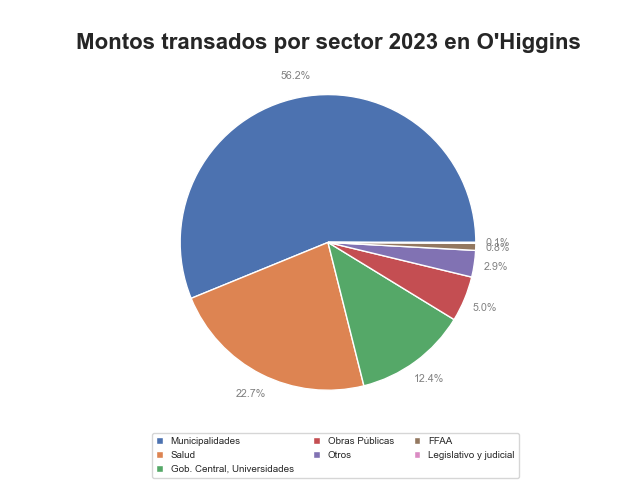 Montos transados por sector 2023 en O'Higgins
56.2%
0.1%
0.8%
2.9%
5.0%
12.4%
22.7%
Municipalidades
Salud
Gob. Central, Universidades
Obras Públicas
Otros
FFAA
Legislativo y judicial